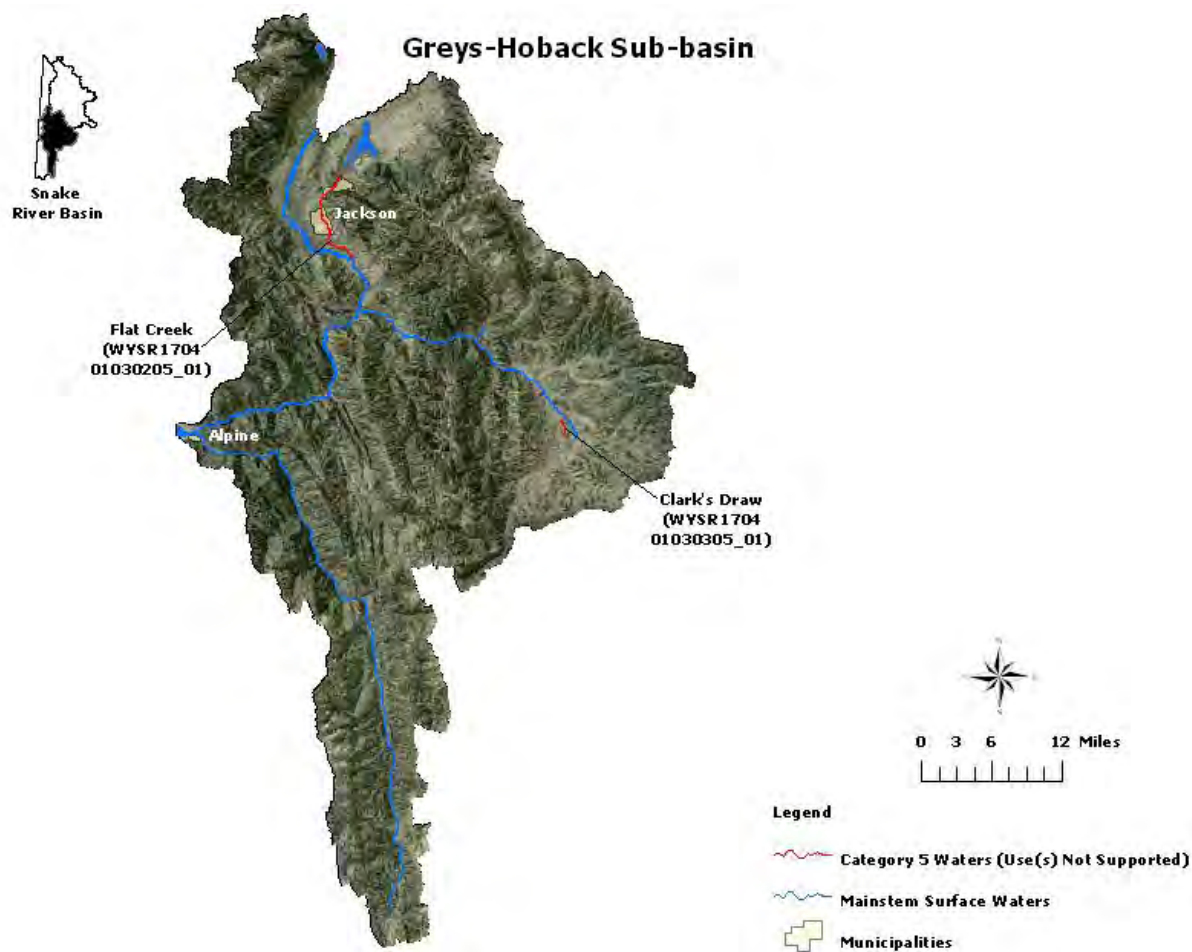 Greys-Hoback Sub-basin
Snake
River Basin
Jackson
Flat Creek
(WYSR1704
01030205_01)
Alpine
Clark's Draw
(WYSR1704
01030305_01)
0 3 6 12 Miles
Legend
Category 5 Waters (Use(s) Not Supported)
Mainstem Surface Waters
Municipalities